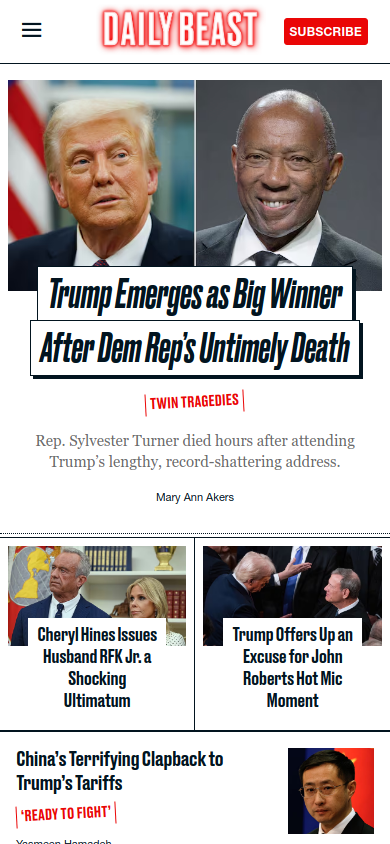 DAILY BEAST
SUBSCRIBE
Trump Emerges as Big Winner
After Dem Rep's Untimely Death
TWIN TRAGEDIES
Rep. Sylvester Turner died hours after attending
Trump’s lengthy, record-shattering address.
Mary Ann Akers
Cheryl Hines Issues
Husband RFK Jr. a
Shocking
Ultimatum
Trump Offers Up an
Excuse for John
Roberts Hot Mic
Moment
China’s Terrifying Clapback to
Trump’s Tariffs
‘READY TO FIGHT’
Yasmeen Hamadeh